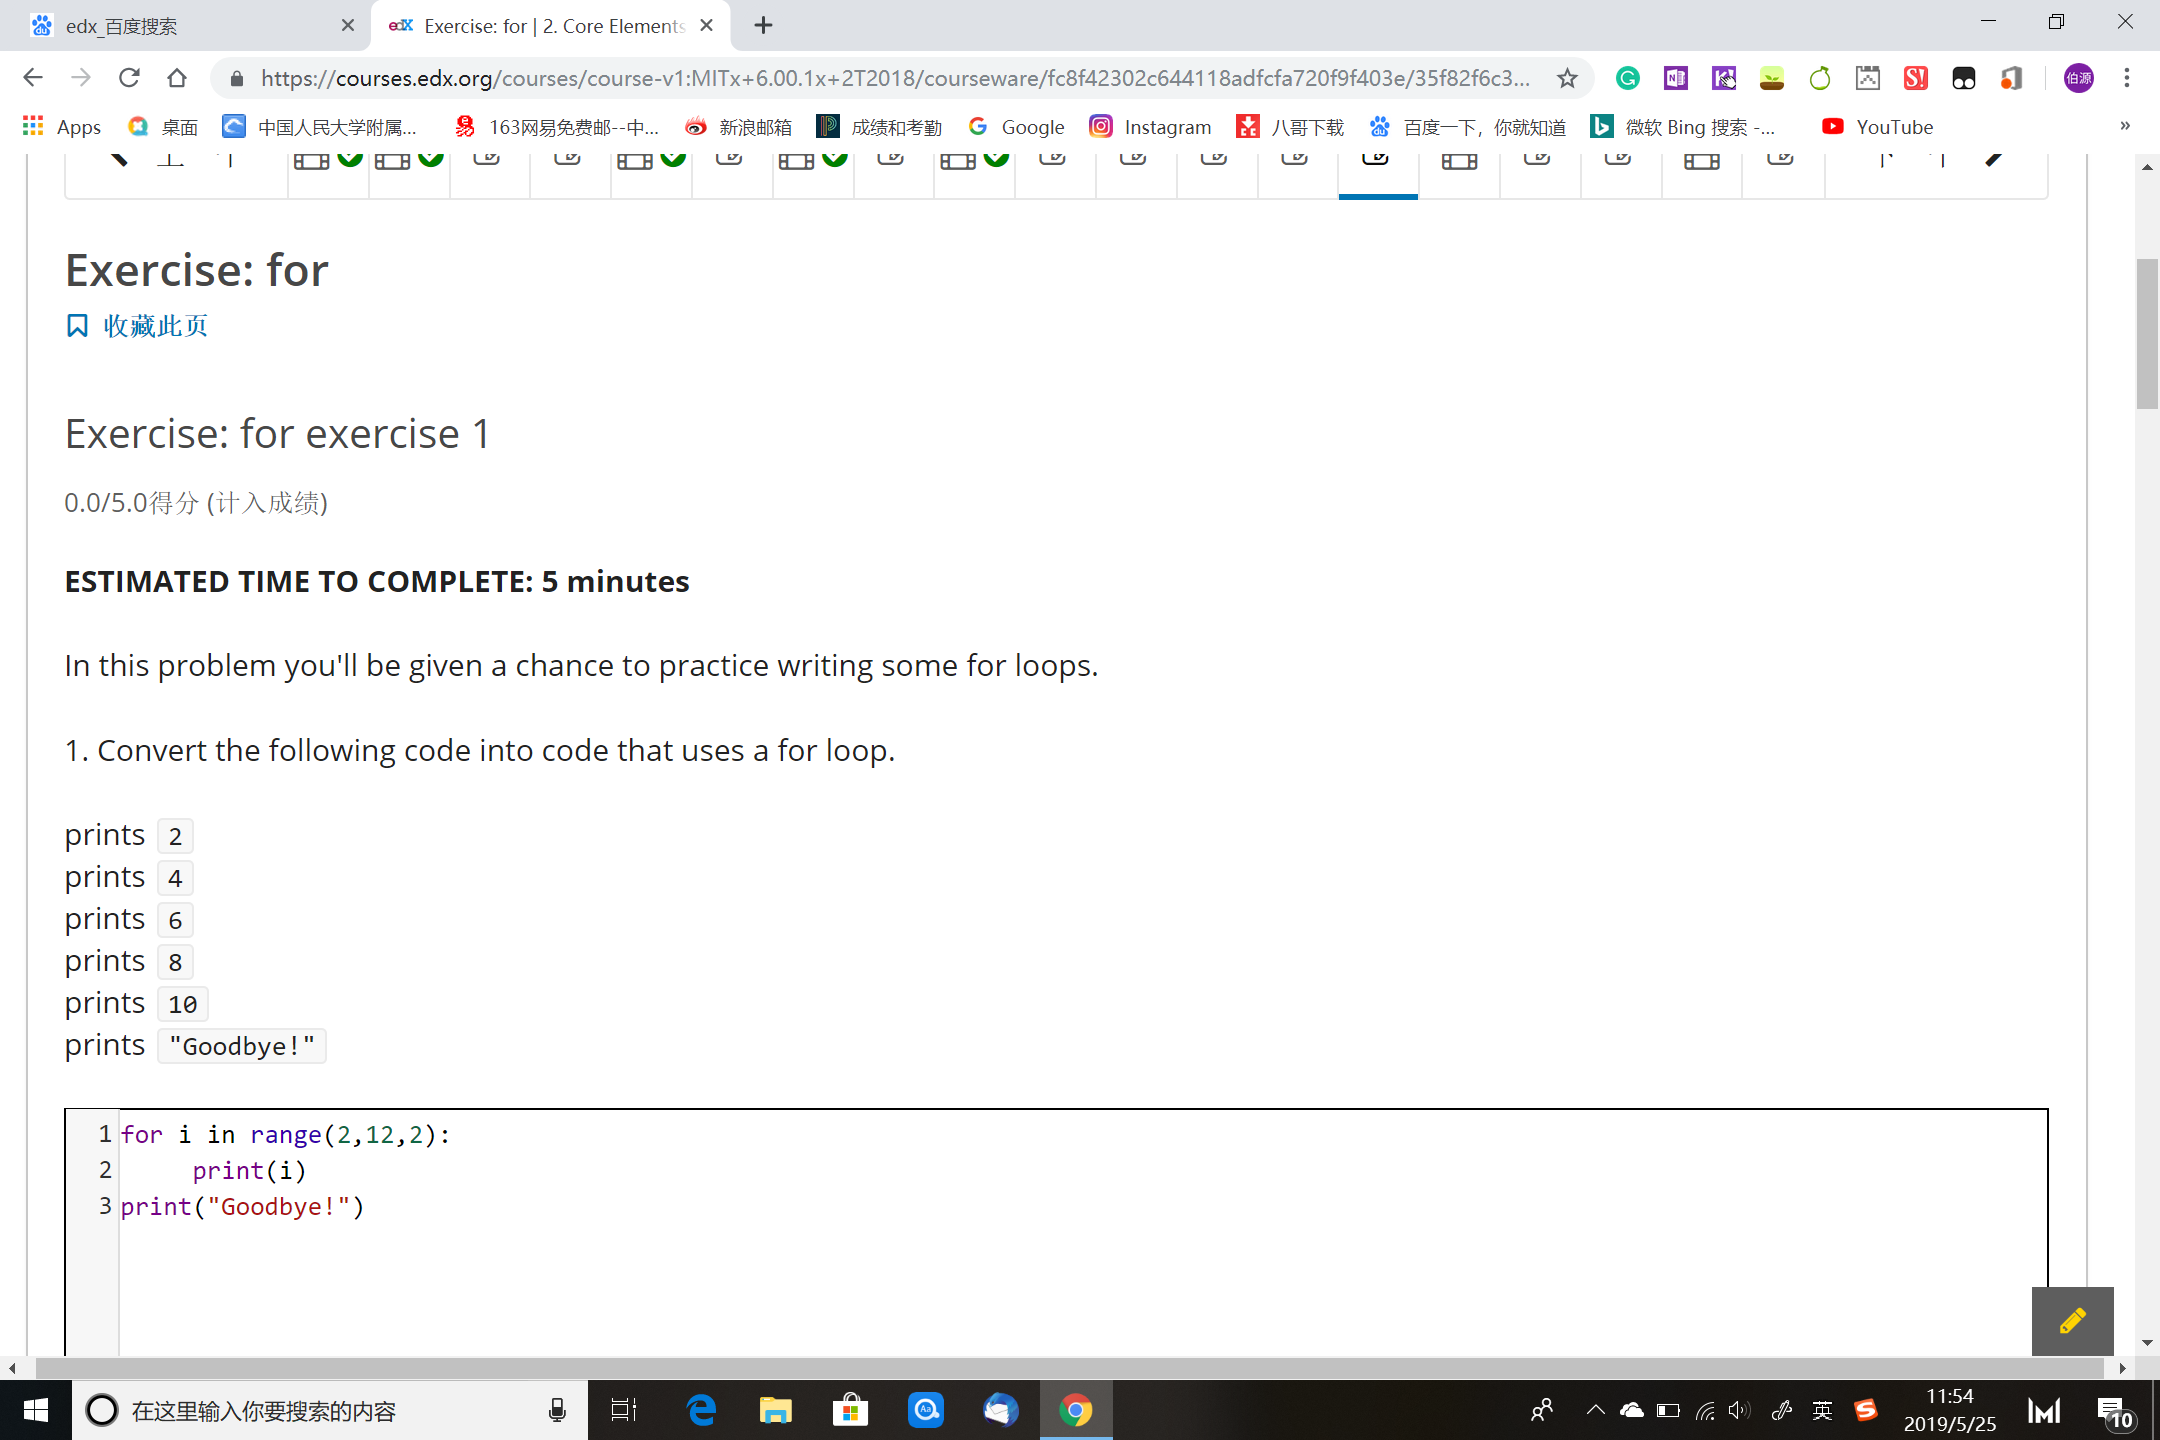 edx_百度搜索
edX Exercise: for | 2. Core Elements
https://courses.edx.org/courses/course-v1:MITx+6.00.1x+2T2018/courseware/fc8f42302c644118adfcfa720f9f403e/35f82f6c3...
伯源
Apps 桌面 中国人民大学附属... 163网易免费邮--中... 新浪邮箱 成绩和考勤 Google Instagram 八哥下载 百度一下，你就知道 微软 Bing 搜索 -... YouTube »
Exercise: for
收藏此页
Exercise: for exercise 1
0.0/5.0得分 (计入成绩)
ESTIMATED TIME TO COMPLETE: 5 minutes
In this problem you'll be given a chance to practice writing some for loops.
1. Convert the following code into code that uses a for loop.
prints 2
prints 4
prints 6
prints 8
prints 10
prints "Goodbye!"
1 for i in range(2,12,2):
2 print(i)
3 print("Goodbye!")
在这里输入你要搜索的内容
英
11:54
2019/5/25
10